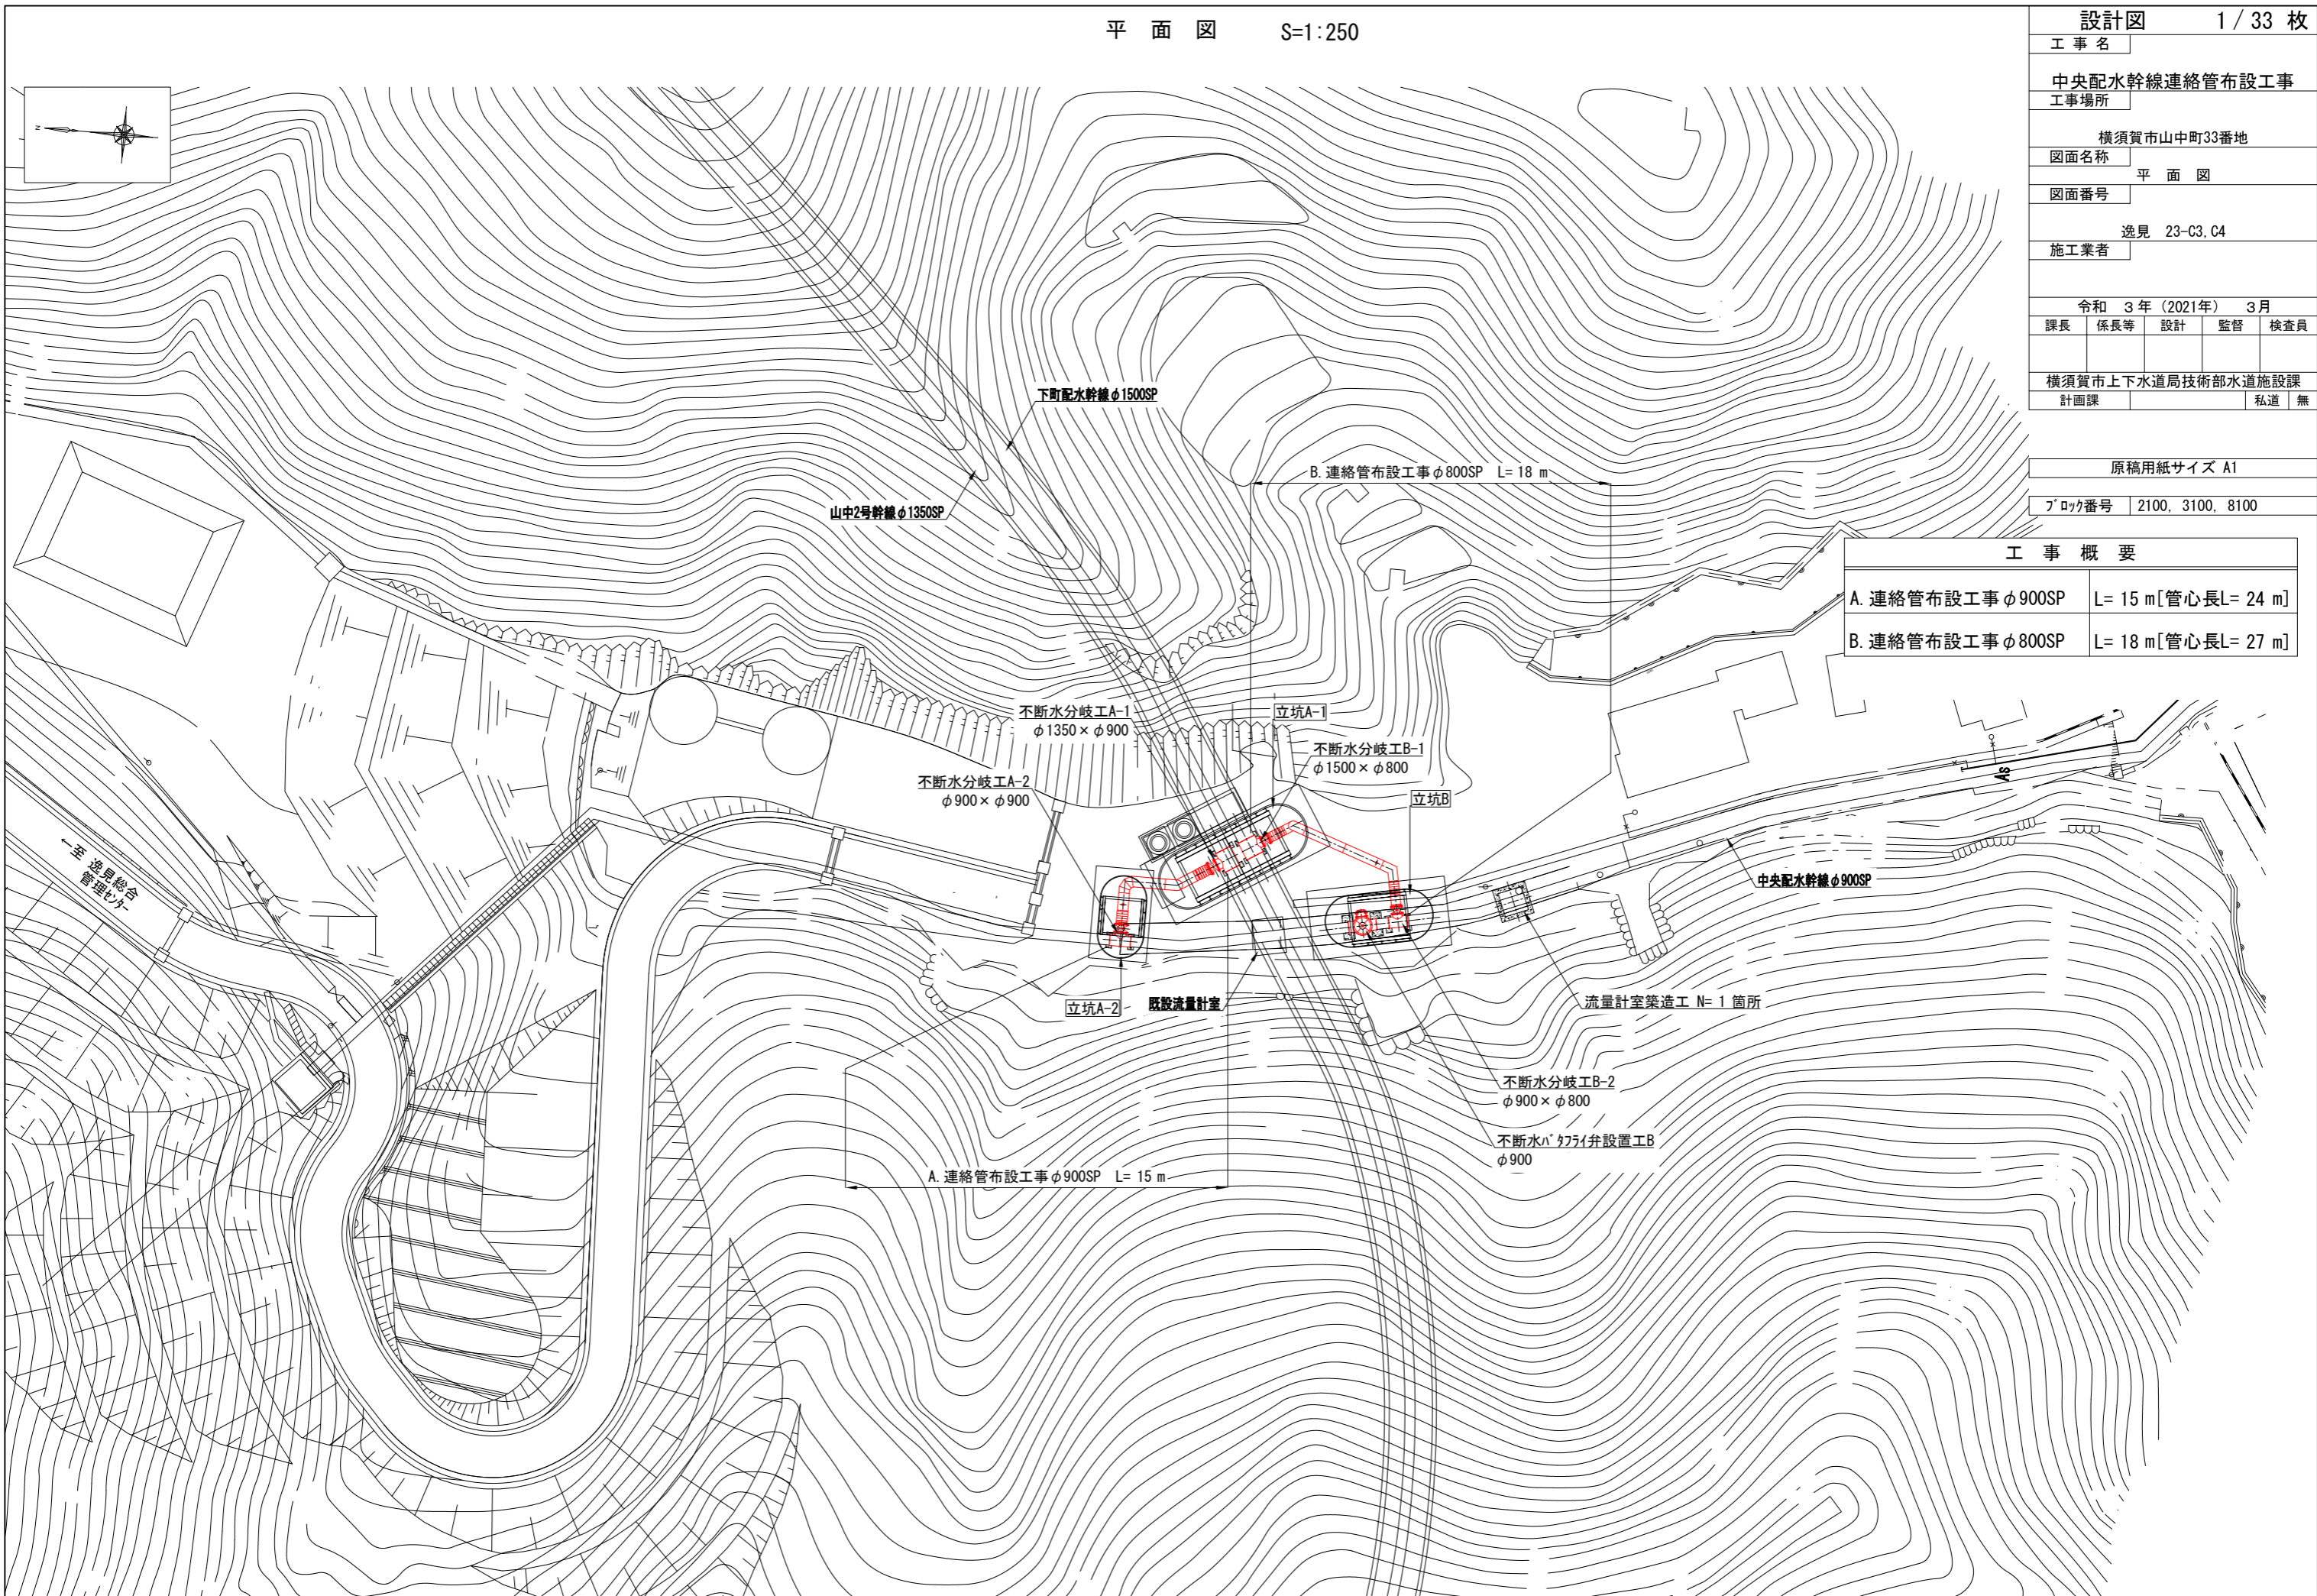 平 面 図 S=1:250
設計図 1/33 枚
工 事 名
中央配水幹線連絡管布設工事
工事場所
横須賀市山中町33番地
図面名称
平 面 図
図面番号
逸見 23-C3,C4
施工業者
令和 3年(2021年) 3月
課長 係長等 設計 監督 検査員
横須賀市上下水道局技術部水道施設課
計画課 私道 無
原稿用紙サイズ A1
ブロック番号 2100, 3100, 8100
工 事 概 要
A.連絡管布設工事φ900SP L= 15 m[管心長L= 24 m]
B.連絡管布設工事φ800SP L= 18 m[管心長L= 27 m]
N
下町配水幹線φ1500SP
B.連絡管布設工事φ800SP L= 18 m
山中2号幹線φ1350SP
不断水分岐工A-1
φ1350×φ900
立坑A-1
不断水分岐工B-1
φ1500×φ800
不断水分岐工A-2
φ900×φ900
立坑B
As
←至 逸見総合
管理センター
中央配水幹線φ900SP
立坑A-2
既設流量計室
流量計室築造工 N= 1 箇所
不断水分岐工B-2
φ900×φ800
不断水バタフライ弁設置工B
φ900
A.連絡管布設工事φ900SP L= 15 m